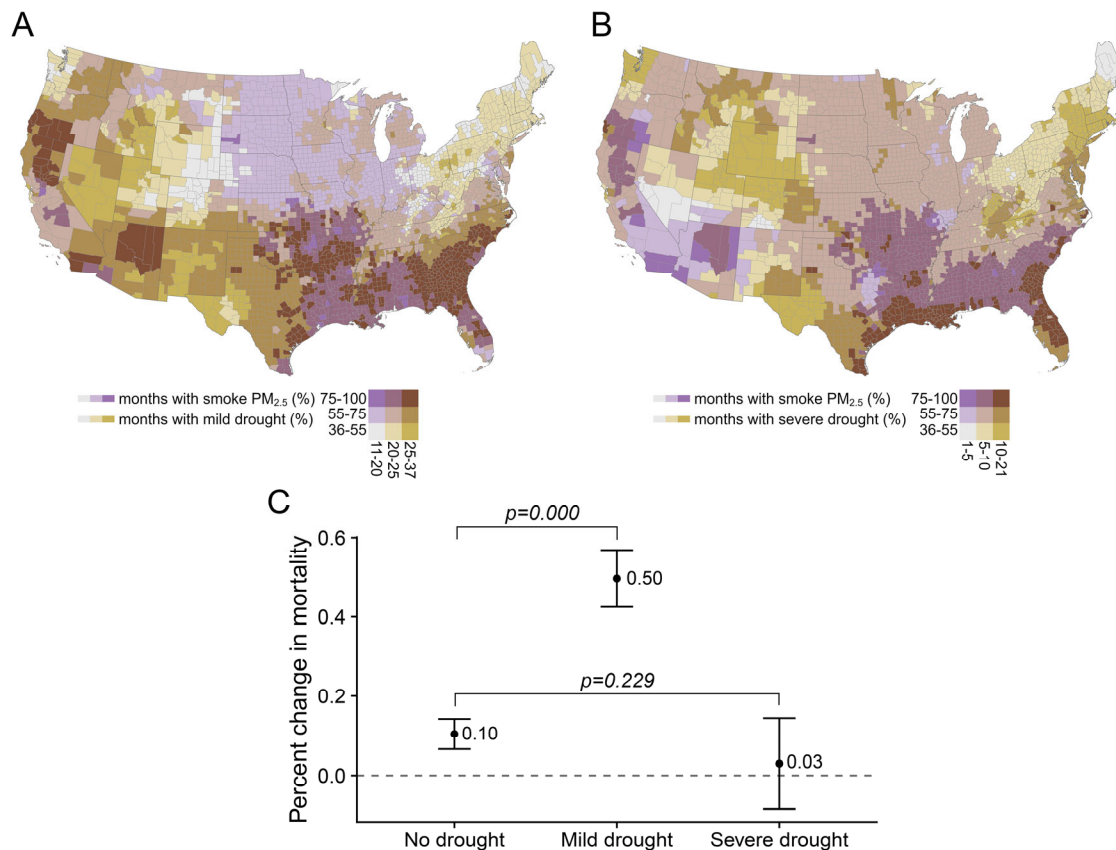 A
B
months with smoke PM2.5 (%) 75-100
55-75
months with mild drought (%)
36-55
11-20
20-25
25-37
months with smoke PM2.5 (%) 75-100
55-75
months with severe drought (%)
36-55
1-5
5-10
10-21
C
Percent change in mortality
0.6
0.4
0.2
0.0
p=0.000
0.50
p=0.229
0.10
0.03
No drought
Mild drought
Severe drought